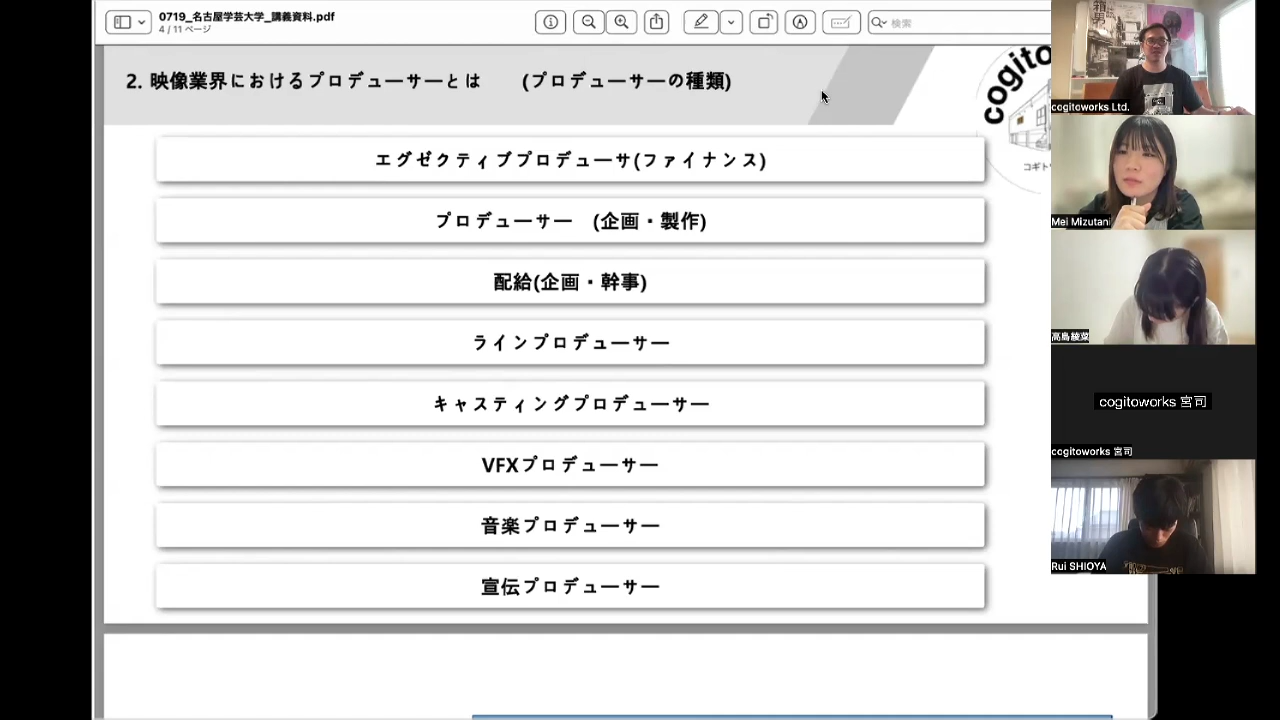 0719_名古屋学芸大学_講義資料.pdf
4 / 11 ページ
検索
2. 映像業界におけるプロデューサーとは (プロデューサーの種類)
cogito
コギト
エグゼクティブプロデューサ(ファイナンス)
プロデューサー (企画・製作)
配給(企画・幹事)
ラインプロデューサー
キャスティングプロデューサー
VFXプロデューサー
音楽プロデューサー
宣伝プロデューサー
箱男
cogitoworks Ltd.
Mei Mizutani
高島綾菜
cogitoworks 宮司
cogitoworks 宮司
Rui SHIOYA